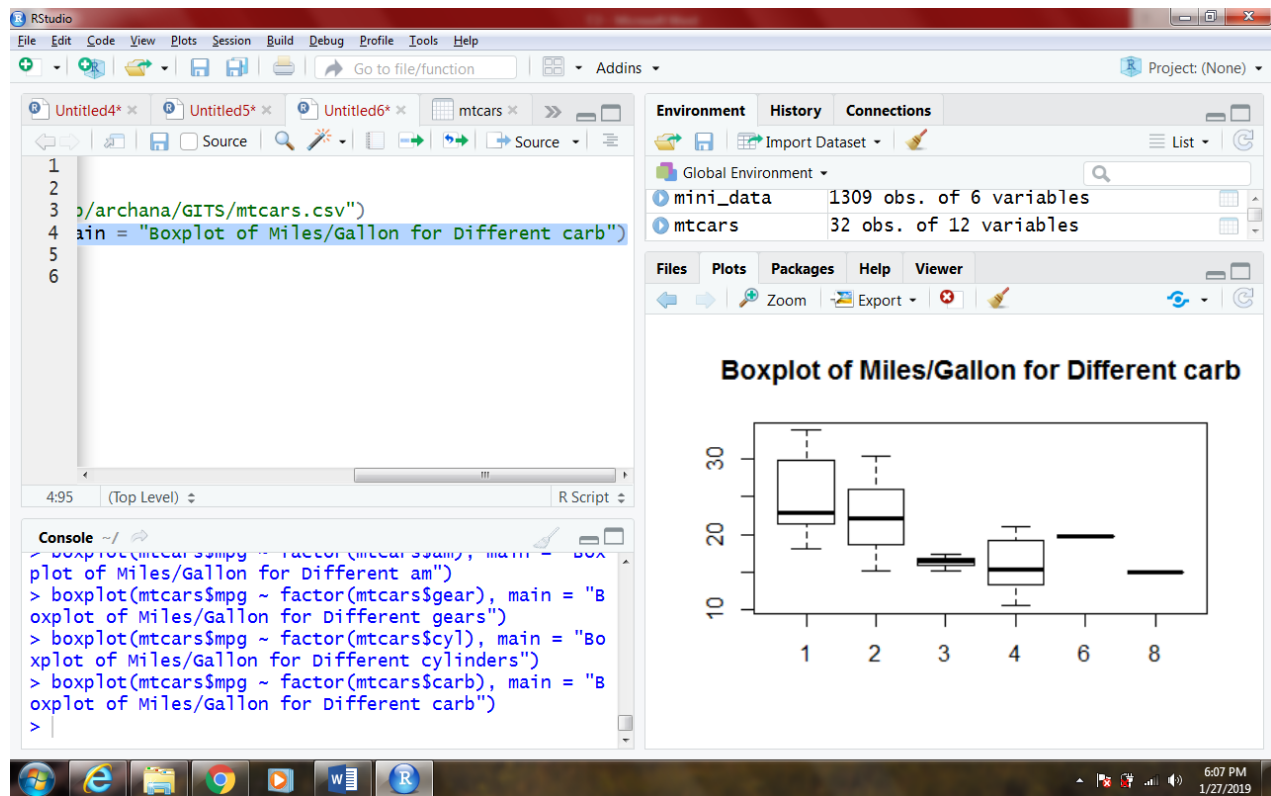 RStudio
File Edit Code View Plots Session Build Debug Profile Tools Help
Go to file/function
Addins
Project: (None)
Untitled4*
Untitled5*
Untitled6*
mtcars
Source
Source
1
2
3 o/archana/GITS/mtcars.csv")
4 ain = "Boxplot of Miles/Gallon for Different carb")
5
6
4:95 (Top Level) R Script
Console ~/
> boxplot(mtcars$mpg ~ factor(mtcars$am), main = "Box
plot of Miles/Gallon for Different am")
> boxplot(mtcars$mpg ~ factor(mtcars$gear), main = "B
oxplot of Miles/Gallon for Different gears")
> boxplot(mtcars$mpg ~ factor(mtcars$cyl), main = "Bo
xplot of Miles/Gallon for Different cylinders")
> boxplot(mtcars$mpg ~ factor(mtcars$carb), main = "B
oxplot of Miles/Gallon for Different carb")
>
Environment History Connections
Import Dataset
List
Global Environment
mini_data 1309 obs. of 6 variables
mtcars 32 obs. of 12 variables
Files Plots Packages Help Viewer
Zoom Export
Boxplot of Miles/Gallon for Different carb
30
20
10
1 2 3 4 6 8
6:07 PM
1/27/2019